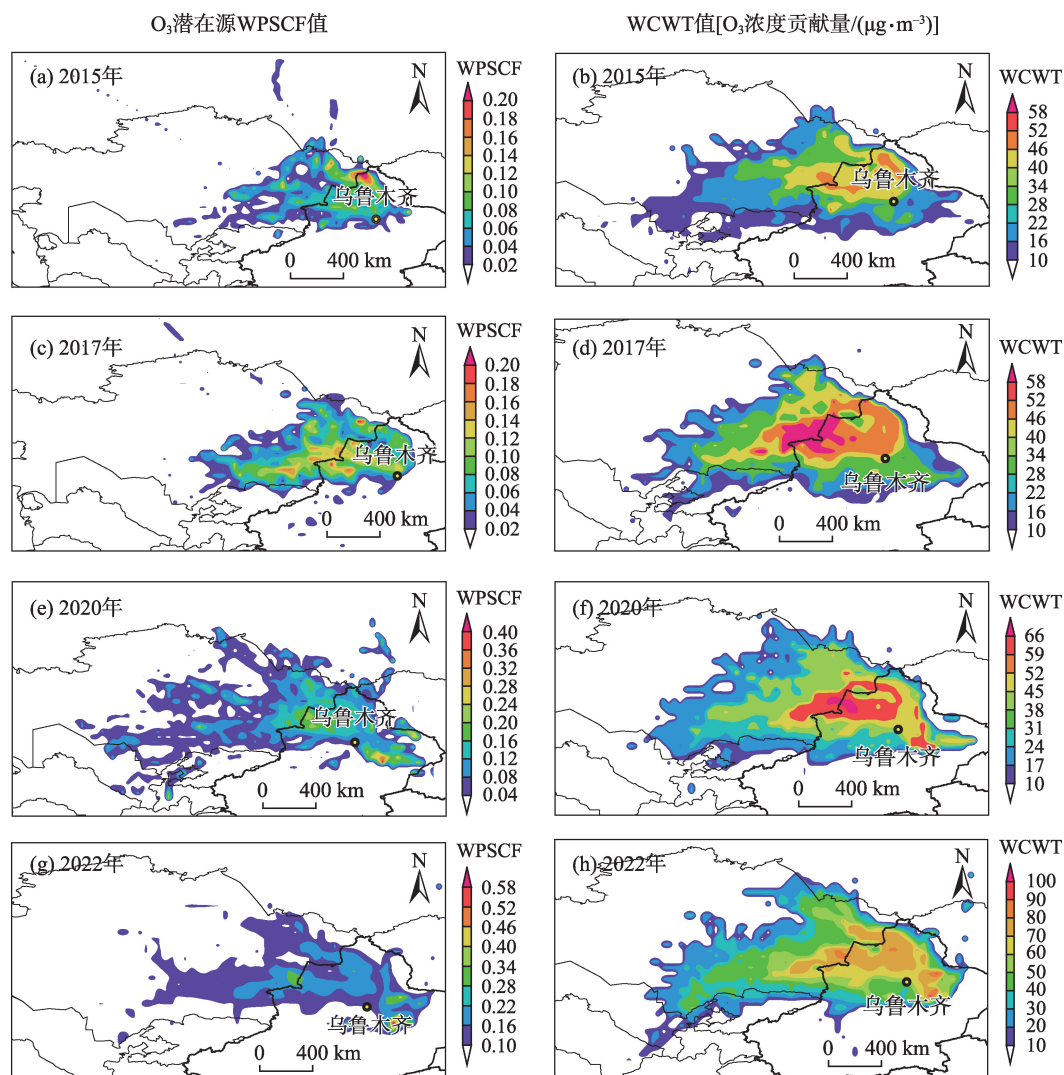 O₃潜在源WPSCF值
WCWT值[O₃浓度贡献量/(μg·m⁻³)]
(a) 2015年
N
WPSCF
0.20
0.18
0.16
0.14
0.12
0.10
0.08
0.06
0.04
0.02
乌鲁木齐
0 400 km
(b) 2015年
N
WCWT
58
52
46
40
34
28
22
16
10
乌鲁木齐
0 400 km
(c) 2017年
N
WPSCF
0.20
0.18
0.16
0.14
0.12
0.10
0.08
0.06
0.04
0.02
乌鲁木齐
0 400 km
(d) 2017年
N
WCWT
58
52
46
40
34
28
22
16
10
乌鲁木齐
0 400 km
(e) 2020年
N
WPSCF
0.40
0.36
0.32
0.28
0.24
0.20
0.16
0.12
0.08
0.04
乌鲁木齐
0 400 km
(f) 2020年
N
WCWT
66
59
52
45
38
31
24
17
10
乌鲁木齐
0 400 km
(g) 2022年
N
WPSCF
0.58
0.52
0.46
0.40
0.34
0.28
0.22
0.16
0.10
乌鲁木齐
0 400 km
(h) 2022年
N
WCWT
100
90
80
70
60
50
40
30
20
10
乌鲁木齐
0 400 km